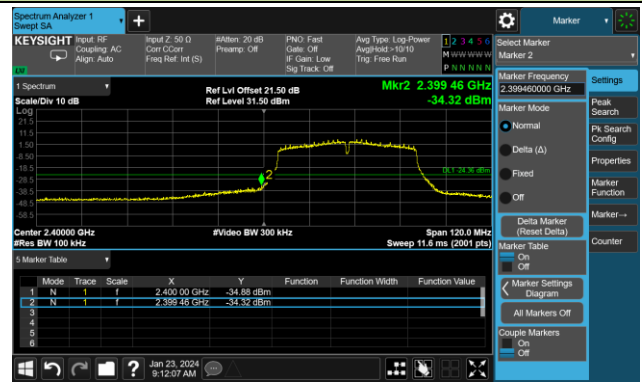 Spectrum Analyzer 1
Swept SA
+
Marker
KEYSIGHT
Input: RF
Coupling: AC
Align: Auto
Input Z: 50 Ω
Corr CCorr
Freq Ref: Int (S)
#Atten: 20 dB
Preamp: Off
PNO: Fast
Gate: Off
IF Gain: Low
Sig Track: Off
Avg Type: Log-Power
Avg|Hold:>10/10
Trig: Free Run
1 2 3 4 5 6
M W W W W W
P N N N N N
LW
Select Marker
Marker 2
1 Spectrum
Scale/Div 10 dB
Ref Lvl Offset 21.50 dB
Ref Level 31.50 dBm
Mkr2 2.399 46 GHz
-34.32 dBm
Log
21.5
11.5
1.50
-8.50
-18.5
-28.5
-38.5
-48.5
-58.5
2
DL1 -24.36 dBm
Center 2.40000 GHz
#Res BW 100 kHz
#Video BW 300 kHz
Span 120.0 MHz
Sweep 11.6 ms (2001 pts)
5 Marker Table
Mode Trace Scale X Y Function Function Width Function Value
1 N 1 f 2.400 00 GHz -34.88 dBm
2 N 1 f 2.399 46 GHz -34.32 dBm
3
4
5
6
Marker Frequency
2.399460000 GHz
Marker Mode
Normal
Delta (Δ)
Fixed
Off
Delta Marker
(Reset Delta)
Marker Table
On
Off
Marker Settings
Diagram
All Markers Off
Couple Markers
On
Off
Settings
Peak
Search
Pk Search
Config
Properties
Marker
Function
Marker→
Counter
?
Jan 23, 2024
9:12:07 AM